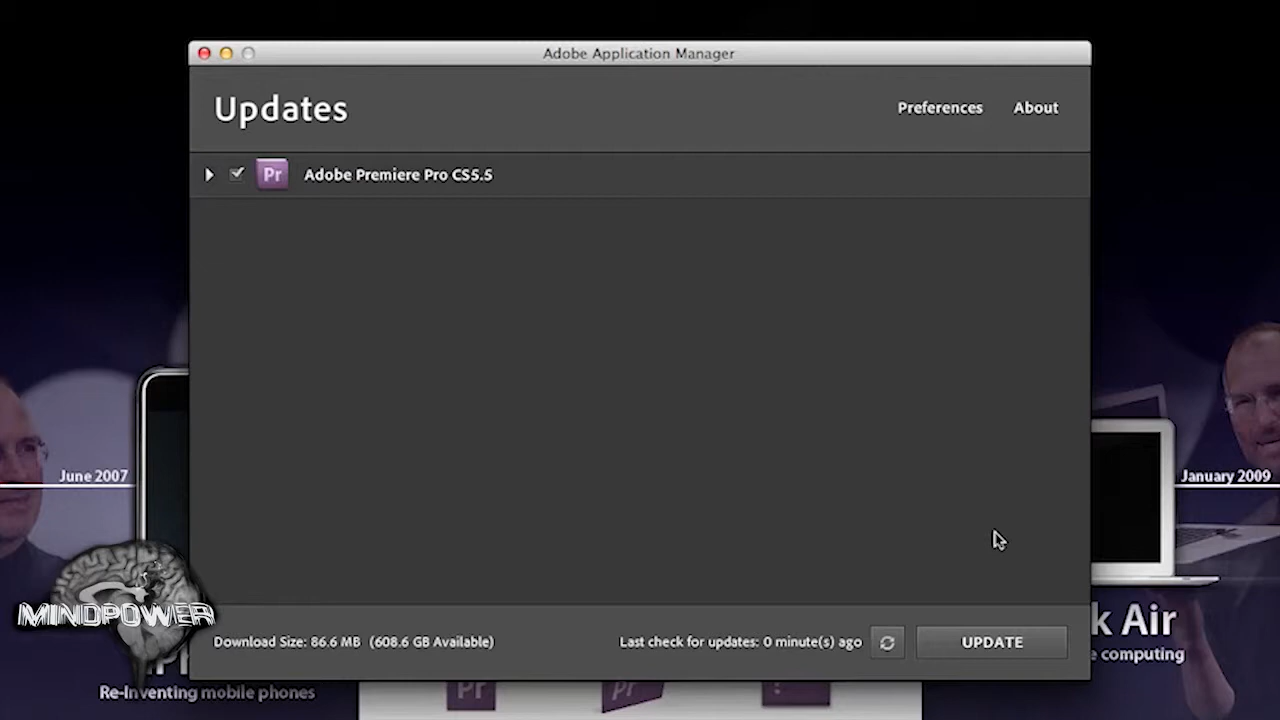 Adobe Application Manager
Updates
Preferences
About
Pr
Adobe Premiere Pro CS5.5
June 2007
January 2009
MINDPOWER
Download Size: 86.6 MB (608.6 GB Available)
Last check for updates: 0 minute(s) ago
UPDATE
k Air
e computing
Re-Inventing mobile phones
Pr
Pr